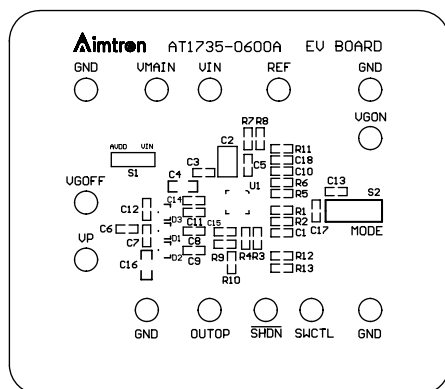 Aimtron AT1735-0600A EV BOARD
GND VMAIN VIN REF GND
VGON
R7 R8
AVDD VIN
S1
C3 C2 C5
R11
C18
C10
R6
R5
C4
U1
C13 S2
VGOFF
C14
C12
D3
C11 C15
R1
R2
C1
C17
MODE
C6
C7
D1
C8
R9 R4 R3
VP
C16
D2
C9
R10
R12
R13
GND OUTOP SHDN SWCTL GND